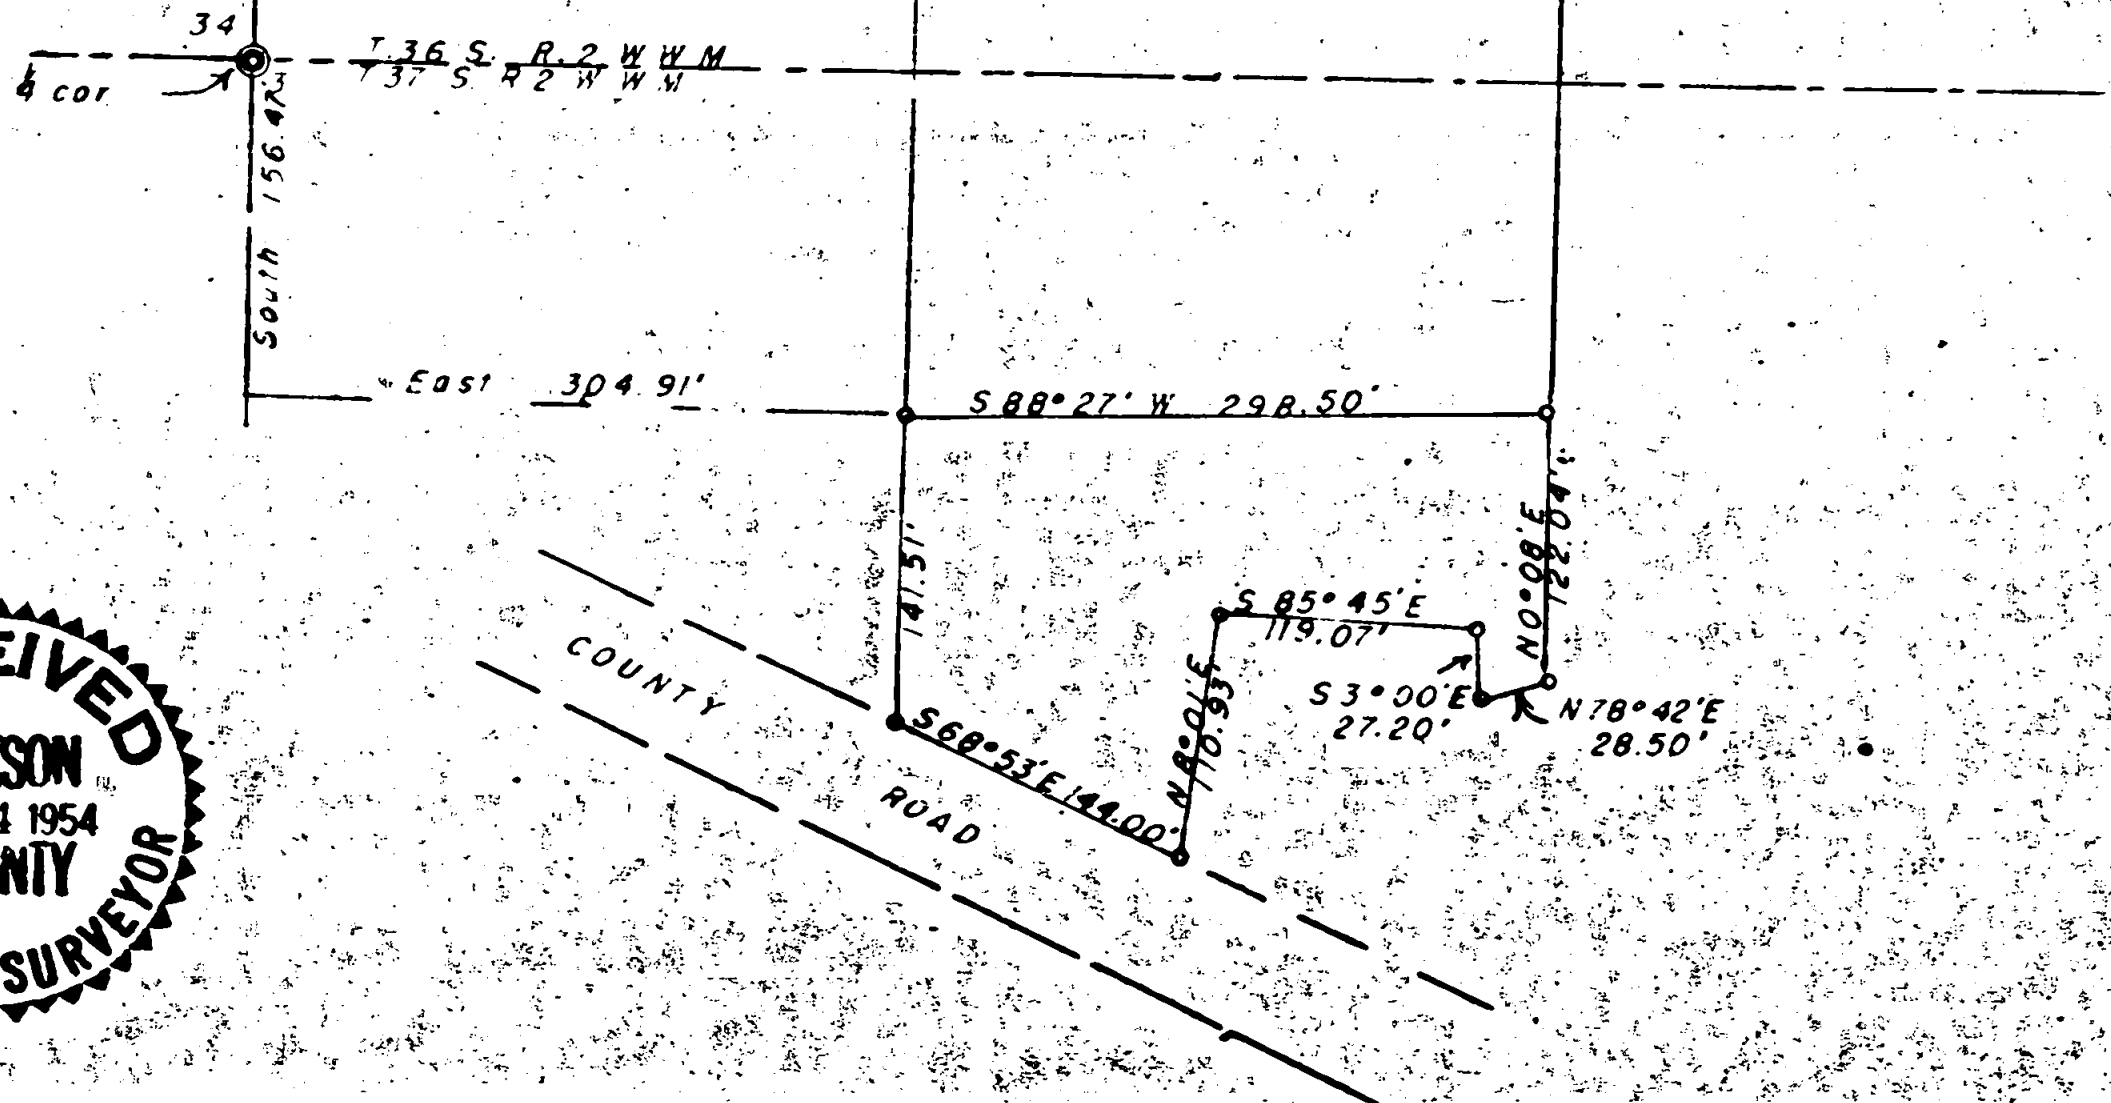 34
T.36 S. R.2 W W M
T 37 S R 2 W W M
¼ cor
3
South 156.47'
East 304.91'
S 88° 27' W 298.50'
141.51'
N 0° 08' E
122.04'
S 85° 45' E
119.07'
COUNTY
ROAD
S 68° 53' E 144.00'
N 8° 01' E
110.93'
S 3° 00' E
27.20'
N 78° 42' E
28.50'
EIVED
SON
4 1954
NTY
SURVEYOR